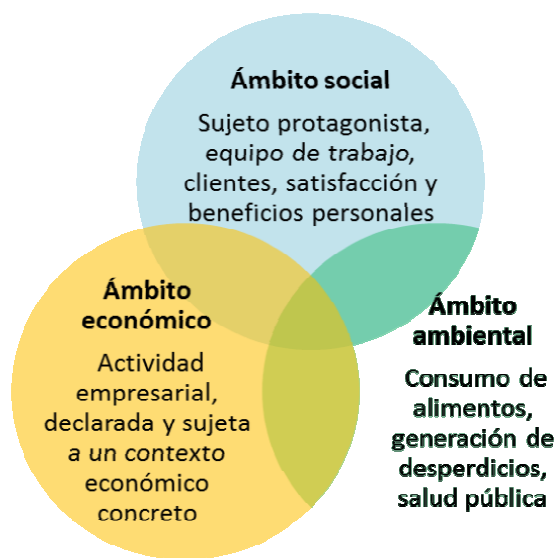 Ámbito social
Sujeto protagonista,
equipo de trabajo,
clientes, satisfacción y
beneficios personales
Ámbito
económico
Actividad
empresarial,
declarada y sujeta
a un contexto
económico
concreto
Ámbito
ambiental
Consumo de
alimentos,
generación de
desperdicios,
salud pública